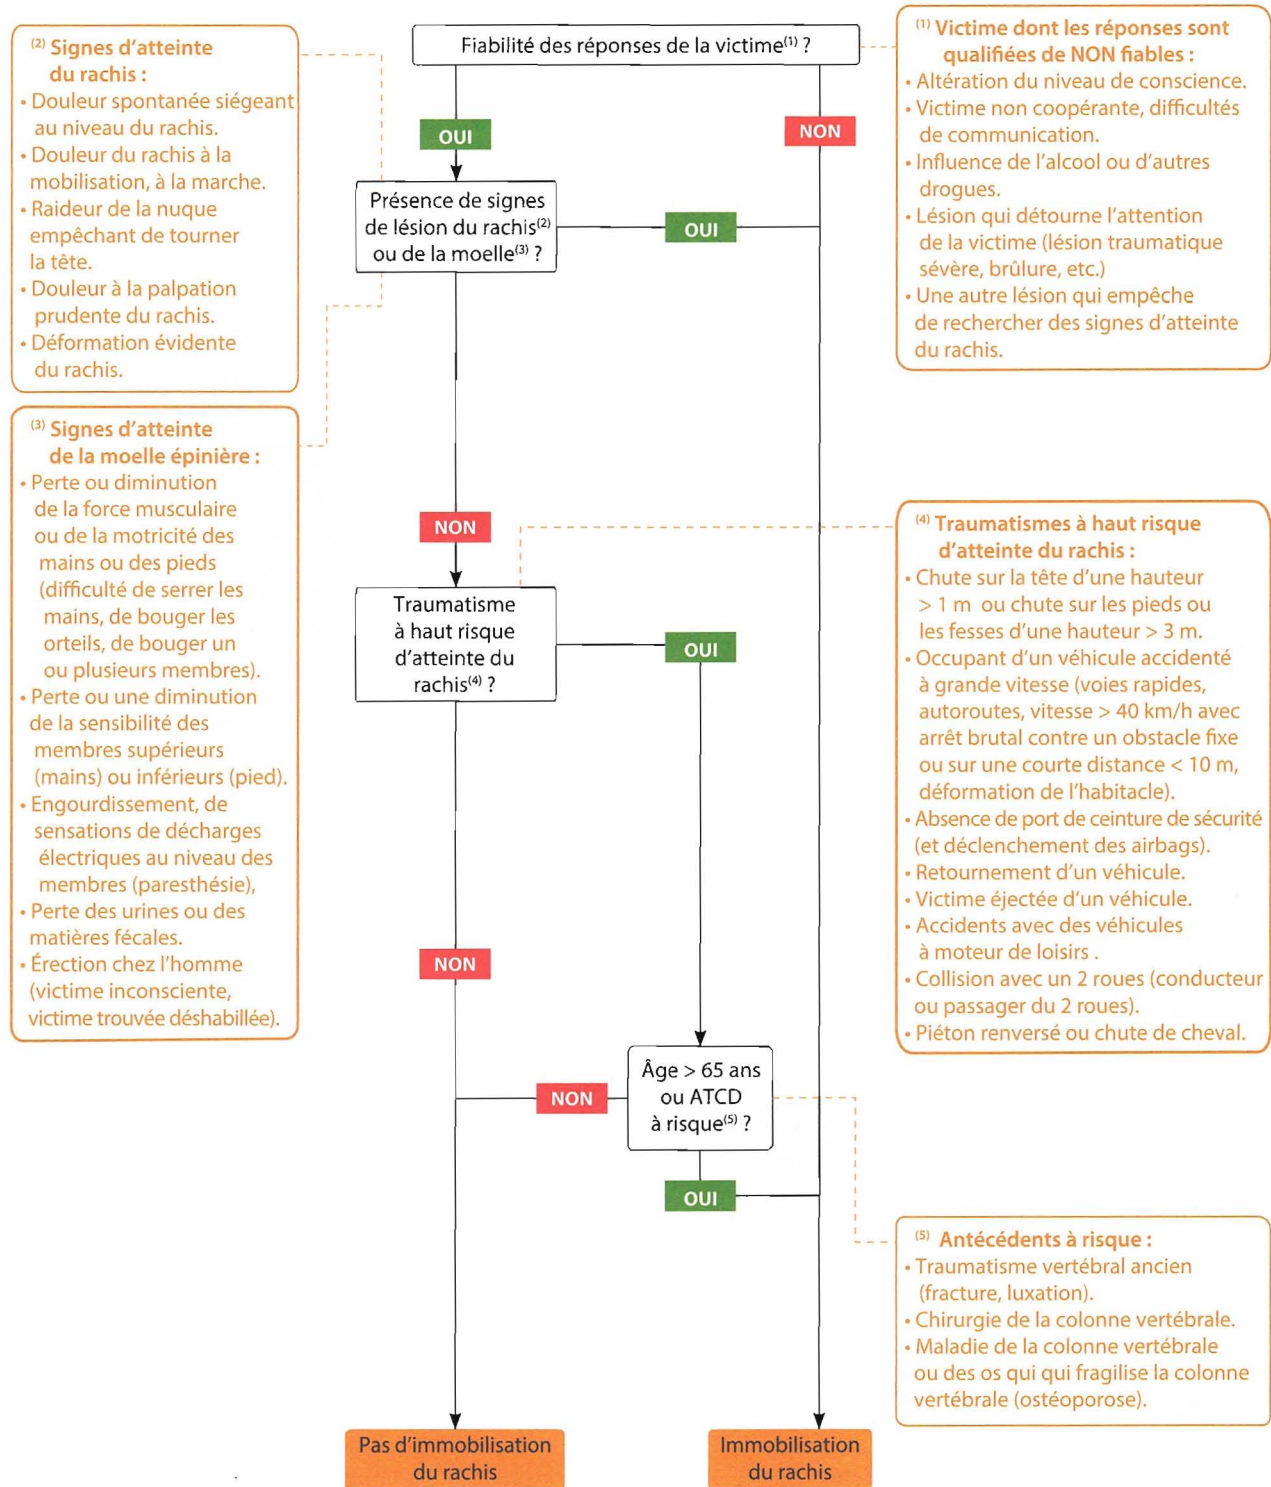 Fiabilité des réponses de la victime(1) ?
OUI
NON
Présence de signes
de lésion du rachis(2)
ou de la moelle(3) ?
OUI
NON
Traumatisme
à haut risque
d'atteinte du
rachis(4) ?
OUI
NON
Âge > 65 ans
ou ATCD
à risque(5) ?
NON
OUI
Pas d'immobilisation
du rachis
Immobilisation
du rachis
(1) Victime dont les réponses sont
qualifiées de NON fiables :
• Altération du niveau de conscience.
• Victime non coopérante, difficultés
de communication.
• Influence de l'alcool ou d'autres
drogues.
• Lésion qui détourne l'attention
de la victime (lésion traumatique
sévère, brûlure, etc.)
• Une autre lésion qui empêche
de rechercher des signes d'atteinte
du rachis.
(2) Signes d'atteinte
du rachis :
• Douleur spontanée siégeant
au niveau du rachis.
• Douleur du rachis à la
mobilisation, à la marche.
• Raideur de la nuque
empêchant de tourner
la tête.
• Douleur à la palpation
prudente du rachis.
• Déformation évidente
du rachis.
(3) Signes d'atteinte
de la moelle épinière :
• Perte ou diminution
de la force musculaire
ou de la motricité des
mains ou des pieds
(difficulté de serrer les
mains, de bouger les
orteils, de bouger un
ou plusieurs membres).
• Perte ou une diminution
de la sensibilité des
membres supérieurs
(mains) ou inférieurs (pied).
• Engourdissement, de
sensations de décharges
électriques au niveau des
membres (paresthésie),
• Perte des urines ou des
matières fécales.
• Érection chez l'homme
(victime inconsciente,
victime trouvée déshabillée).
(4) Traumatismes à haut risque
d'atteinte du rachis :
• Chute sur la tête d'une hauteur
> 1 m ou chute sur les pieds ou
les fesses d'une hauteur > 3 m.
• Occupant d'un véhicule accidenté
à grande vitesse (voies rapides,
autoroutes, vitesse > 40 km/h avec
arrêt brutal contre un obstacle fixe
ou sur une courte distance < 10 m,
déformation de l'habitacle).
• Absence de port de ceinture de sécurité
(et déclenchement des airbags).
• Retournement d'un véhicule.
• Victime éjectée d'un véhicule.
• Accidents avec des véhicules
à moteur de loisirs .
• Collision avec un 2 roues (conducteur
ou passager du 2 roues).
• Piéton renversé ou chute de cheval.
(5) Antécédents à risque :
• Traumatisme vertébral ancien
(fracture, luxation).
• Chirurgie de la colonne vertébrale.
• Maladie de la colonne vertébrale
ou des os qui qui fragilise la colonne
vertébrale (ostéoporose).